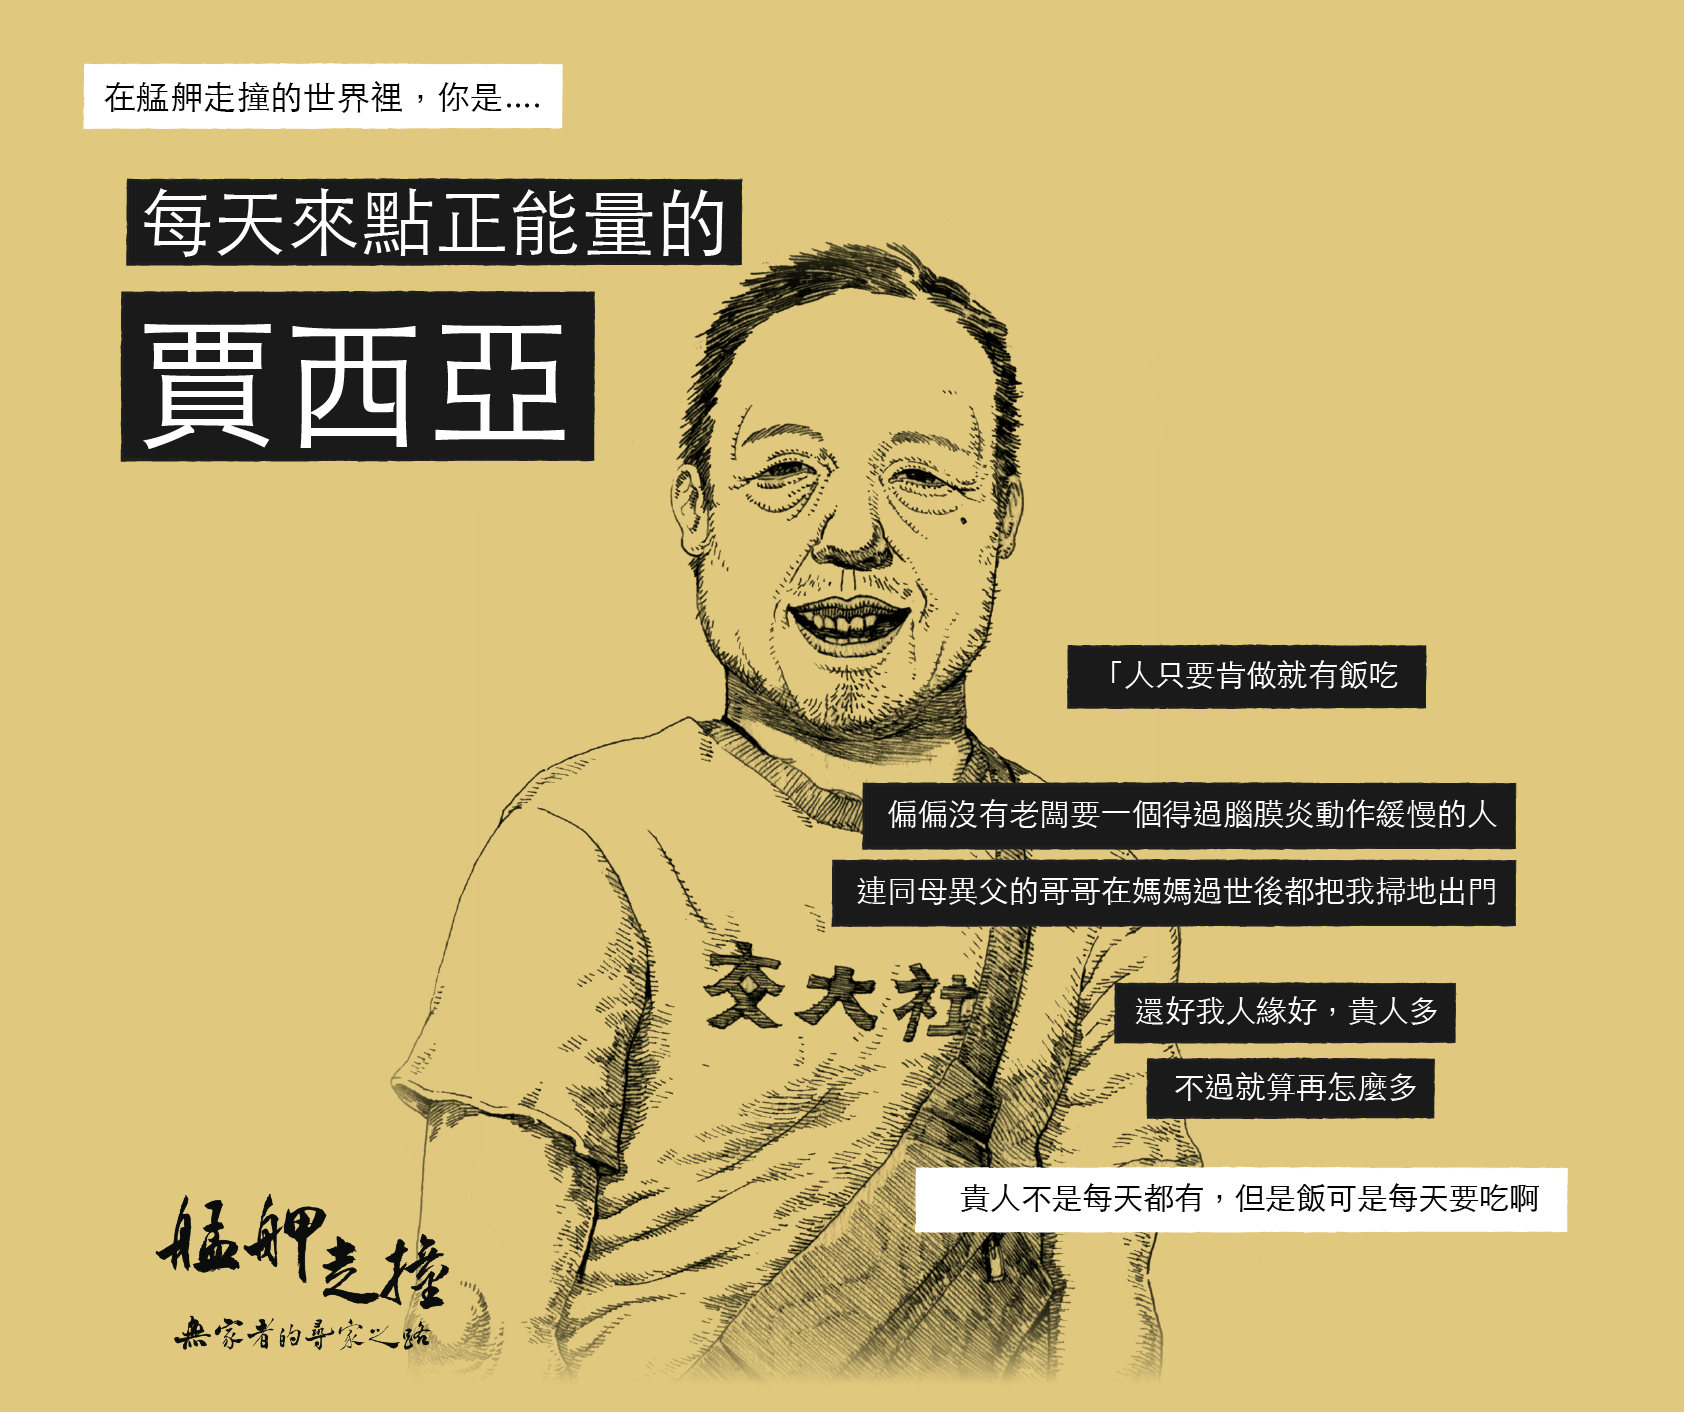 在艋舺走撞的世界裡，你是....
每天來點正能量的
賈西亞
「人只要肯做就有飯吃
偏偏沒有老闆要一個得過腦膜炎動作緩慢的人
連同母異父的哥哥在媽媽過世後都把我掃地出門
交大社
還好我人緣好，貴人多
不過就算再怎麼多
貴人不是每天都有，但是飯可是每天要吃啊
艋舺走撞
無家者的尋家之路